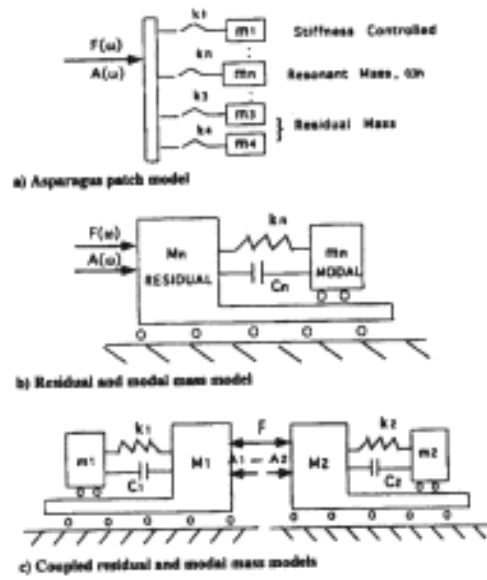 k1
m1
Stiffness Controlled
F(ω)
A(ω)
kn
mn
Resonant Mass, ωn
k3
m3
Residual Mass
k4
m4
a) Asparagus patch model
F(ω)
A(ω)
Mn
RESIDUAL
kn
Cn
mn
MODAL
b) Residual and modal mass model
k1
m1
C1
M1
F
A1 — A2
M2
k2
C2
m2
c) Coupled residual and modal mass models